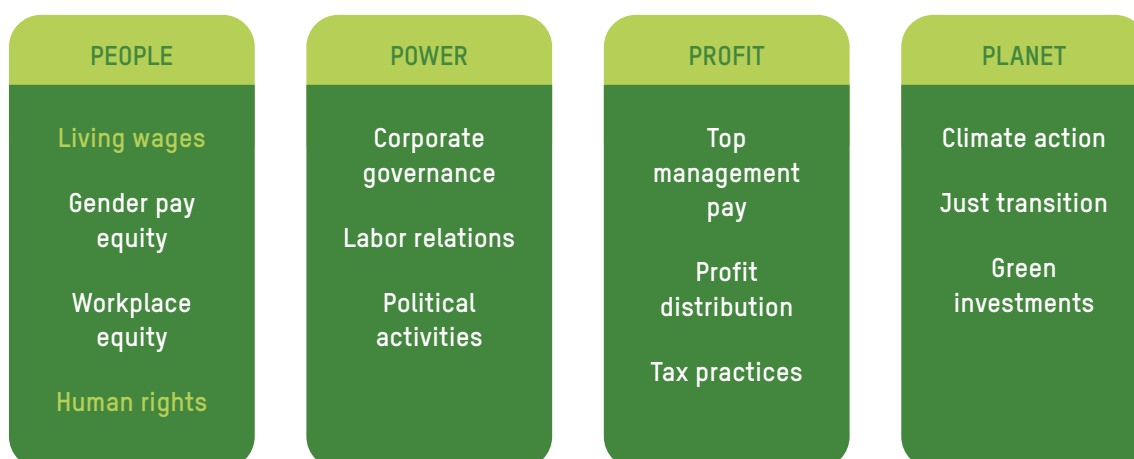 PEOPLE
Living wages
Gender pay
equity
Workplace
equity
Human rights
POWER
Corporate
governance
Labor relations
Political
activities
PROFIT
Top
management
pay
Profit
distribution
Tax practices
PLANET
Climate action
Just transition
Green
investments